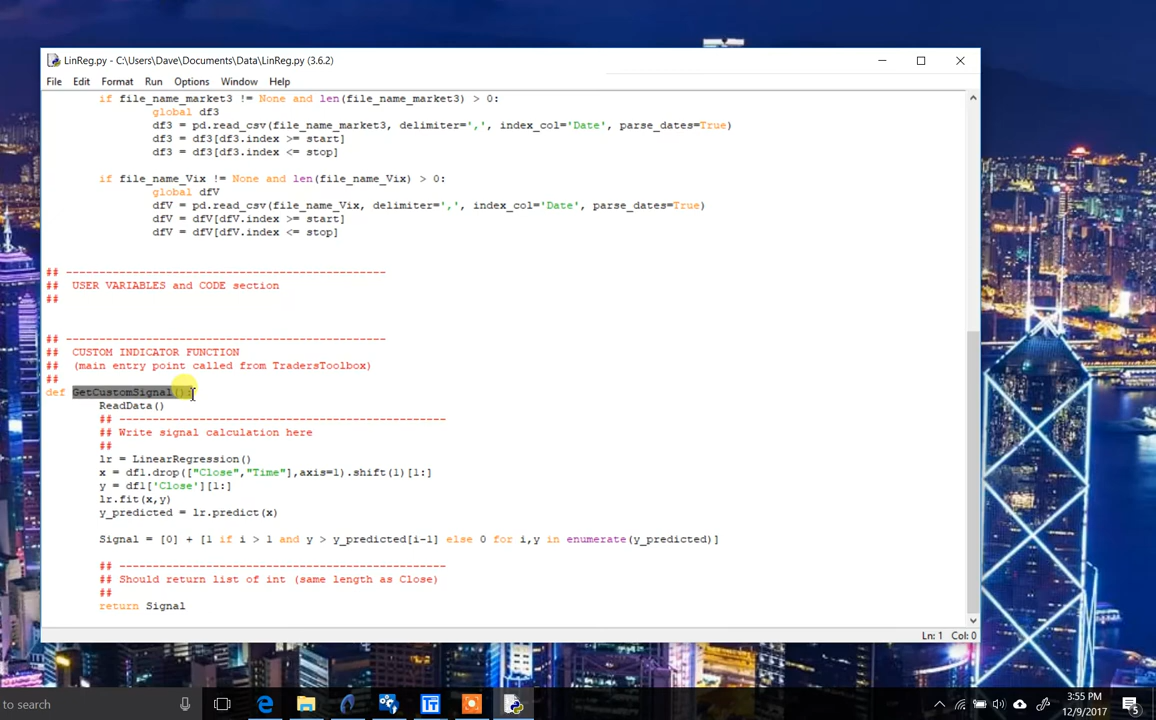 LinReg.py - C:\Users\Dave\Documents\Data\LinReg.py (3.6.2)
File Edit Format Run Options Window Help
if file_name_market3 != None and len(file_name_market3) > 0:
global df3
df3 = pd.read_csv(file_name_market3, delimiter=',', index_col='Date', parse_dates=True)
df3 = df3[df3.index >= start]
df3 = df3[df3.index <= stop]
if file_name_Vix != None and len(file_name_Vix) > 0:
global dfV
dfV = pd.read_csv(file_name_Vix, delimiter=',', index_col='Date', parse_dates=True)
dfV = dfV[dfV.index >= start]
dfV = dfV[dfV.index <= stop]
## ------------------------------------------------
## USER VARIABLES and CODE section
##
## ------------------------------------------------
## CUSTOM INDICATOR FUNCTION
## (main entry point called from TradersToolbox)
##
def GetCustomSignal():
ReadData()
## -------------------------------------------------
## Write signal calculation here
##
lr = LinearRegression()
x = df1.drop(["Close","Time"],axis=1).shift(1)[1:]
y = df1['Close'][1:]
lr.fit(x,y)
y_predicted = lr.predict(x)
Signal = [0] + [1 if i > 1 and y > y_predicted[i-1] else 0 for i,y in enumerate(y_predicted)]
## -------------------------------------------------
## Should return list of int (same length as Close)
##
return Signal
Ln: 1 Col: 0
to search
3:55 PM
12/9/2017
5